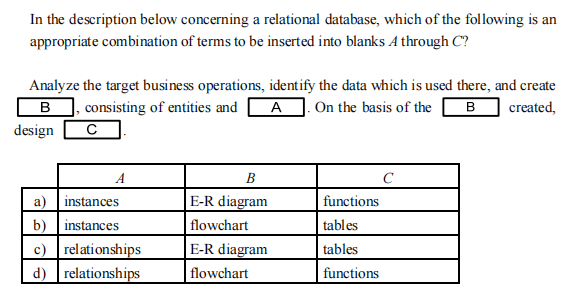 In the description below concerning a relational database, which of the following is an
appropriate combination of terms to be inserted into blanks A through C?
Analyze the target business operations, identify the data which is used there, and create
B , consisting of entities and A . On the basis of the B created,
design C .
A B C
a) instances E-R diagram functions
b) instances flowchart tables
c) relationships E-R diagram tables
d) relationships flowchart functions